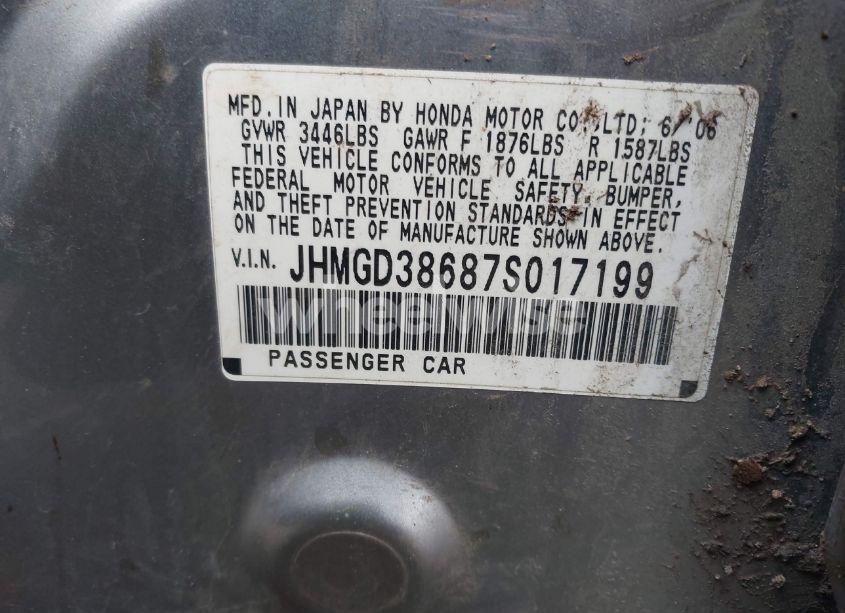 MFD. IN JAPAN BY HONDA MOTOR CO.,LTD; 6/'06
GVWR 3446LBS GAWR F 1876LBS R 1587LBS
THIS VEHICLE CONFORMS TO ALL APPLICABLE
FEDERAL MOTOR VEHICLE SAFETY, BUMPER,
AND THEFT PREVENTION STANDARDS IN EFFECT
ON THE DATE OF MANUFACTURE SHOWN ABOVE.
V.I.N. JHMGD38687S017199
wheelwise
PASSENGER CAR